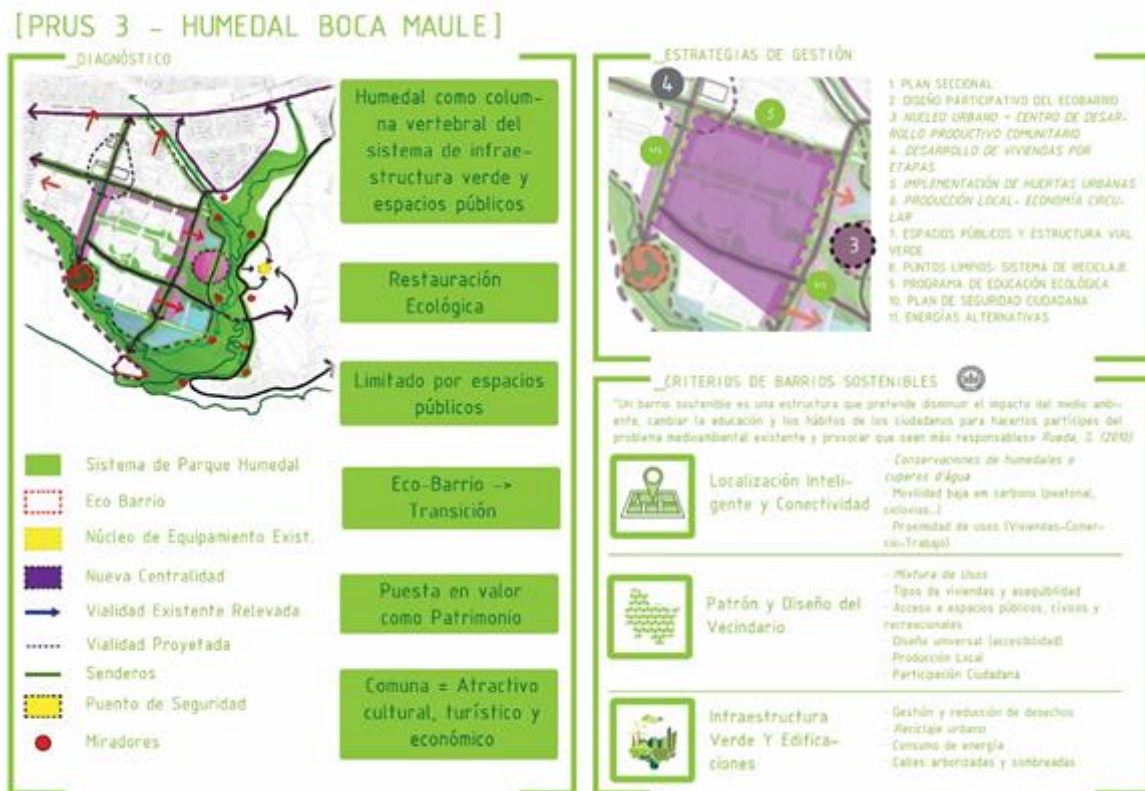 [PRUS 3 - HUMEDAL BOCA MAULE]
_DIAGNÓSTICO
Humedal como colum-
na vertebral del
sistema de infrae-
structura verde y
espacios públicos
Restauración
Ecológica
Limitado por espacios
públicos
Eco-Barrio ->
Transición
Puesta en valor
como Patrimonio
Comuna = Atractivo
cultural, turístico y
económico
Sistema de Parque Humedal
Eco Barrio
Núcleo de Equipamiento Exist.
Nueva Centralidad
Vialidad Existente Relevada
Vialidad Proyetada
Senderos
Puento de Seguridad
Miradores
_ESTRATEGIAS DE GESTIÓN
4
5
3
1. PLAN SECCIONAL
2. DISEÑO PARTICIPATIVO DEL ECOBARRIO
3. NUCLEO URBANO - CENTRO DE DESAR-
ROLLO PRODUCTIVO COMUNITARIO
4. DESARROLLO DE VIVIENDAS POR
ETAPAS
5. IMPLEMENTACIÓN DE HUERTAS URBANAS
6. PRODUCCIÓN LOCAL- ECONOMÍA CIRCU-
LAR
7. ESPACIOS PÚBLICOS Y ESTRUCTURA VIAL
VERDE
8. PUNTOS LIMPIOS: SISTEMA DE RECICLAJE
9. PROGRAMA DE EDUCACIÓN ECOLÓGICA
10. PLAN DE SEGURIDAD CIUDADANA
11. ENERGÍAS ALTERNATIVAS
_CRITERIOS DE BARRIOS SOSTENIBLES
"Un barrio sostenible es una estructura que pretende disminuir el impacto del medio ambi-
ente, cambiar la educación y los hábitos de los ciudadanos para hacerlos partícipes del
problema medioambiental existente y provocar que sean más responsables» Rueda, S. (2010)
Localización Inteli-
gente y Conectividad
- Conservaciones de humedales e
cuperos d'água
- Movilidad baja em carbono (peatonal,
ciclovias...)
- Proximidad de usos (Viviendas-Comer-
cio-Trabajo)
Patrón y Diseño del
Vecindario
- Mixtura de Usos
- Tipos de viviendas y asequibilidad
- Acceso a espacios públicos, cívicos y
recreacionales
- Diseño universal (accesibilidad)
- Producción Local
- Participación Ciudadana
Infraestructura
Verde Y Edifica-
ciones
- Gestión y reducción de desechos
- Reciclaje urbano
- Consumo de energía
- Calles arborizadas y sombreadas